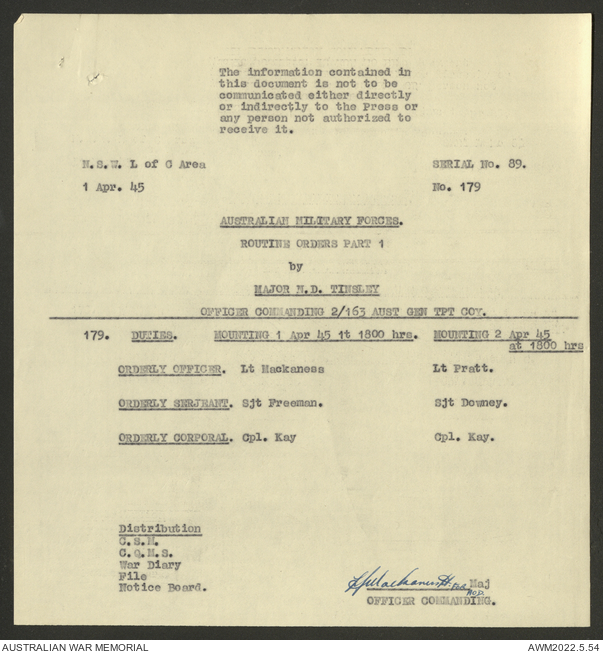 The information contained in
this document is not to be
communicated either directly
or indirectly to the Press or
any person not authorized to
receive it.
N.S.W. L of C Area SERIAL No. 89.
1 Apr. 45 No. 179
AUSTRALIAN MILITARY FORCES.
ROUTINE ORDERS PART 1
by
MAJOR N.D. TINSLEY
OFFICER COMMANDING 2/163 AUST GEN TPT COY.
179. DUTIES. MOUNTING 1 Apr 45 1t 1800 hrs. MOUNTING 2 Apr 45
at 1800 hrs
ORDERLY OFFICER. Lt Mackaness Lt Pratt.
ORDERLY SERJEANT. Sjt Freeman. Sjt Downey.
ORDERLY CORPORAL. Cpl. Kay Cpl. Kay.
Distribution
C.S.M.
C.Q.M.S.
War Diary
File
Notice Board.
Maj
OFFICER COMMANDING.
AUSTRALIAN WAR MEMORIAL AWM2022.5.54